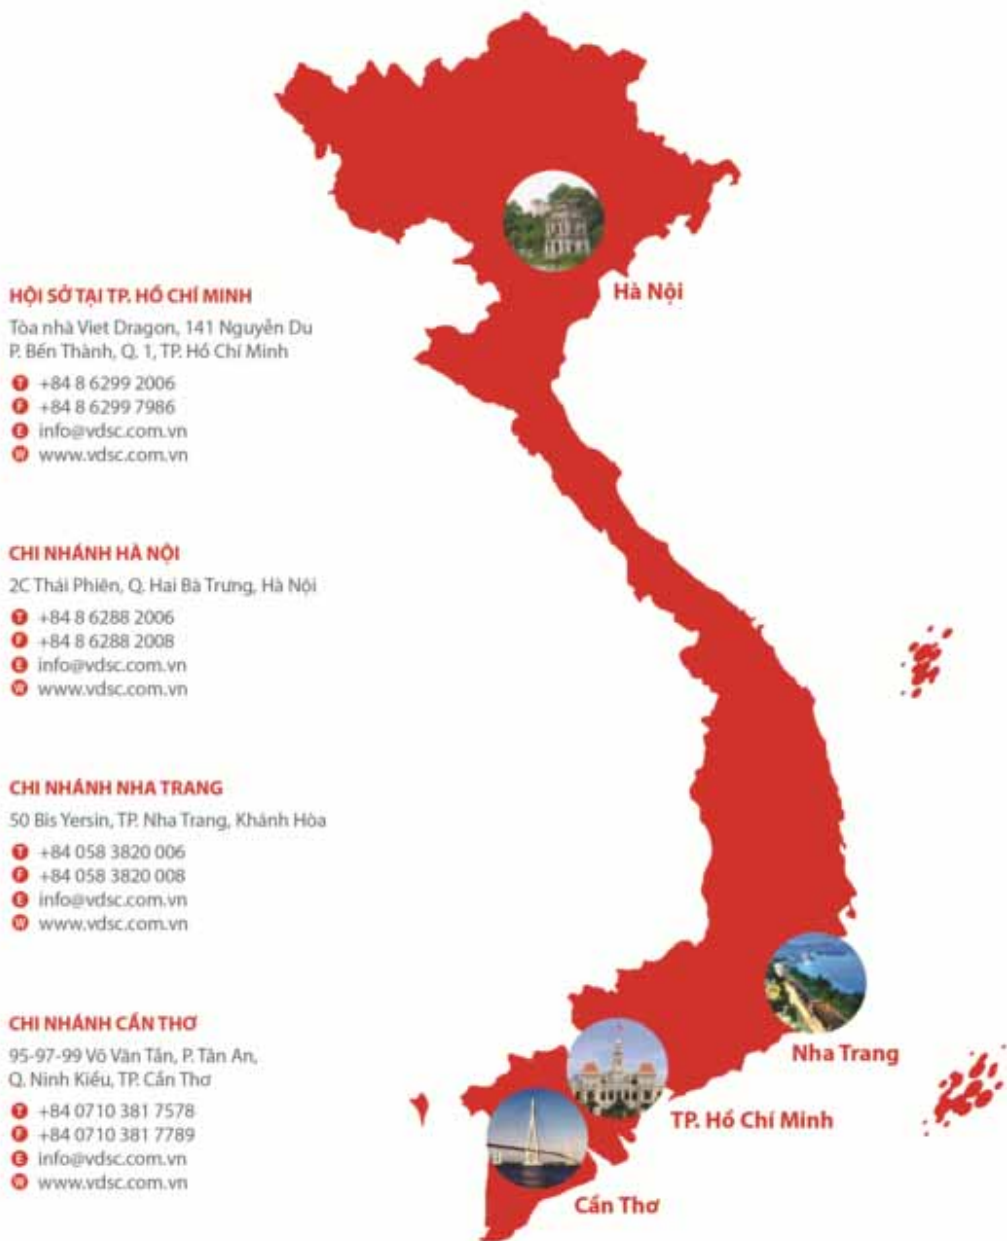 HỘI SỞ TẠI TP. HỒ CHÍ MINH
Tòa nhà Viet Dragon, 141 Nguyễn Du
P. Bến Thành, Q. 1, TP. Hồ Chí Minh
T +84 8 6299 2006
F +84 8 6299 7986
E info@vdsc.com.vn
W www.vdsc.com.vn
CHI NHÁNH HÀ NỘI
2C Thái Phiên, Q. Hai Bà Trưng, Hà Nội
T +84 8 6288 2006
F +84 8 6288 2008
E info@vdsc.com.vn
W www.vdsc.com.vn
CHI NHÁNH NHA TRANG
50 Bis Yersin, TP. Nha Trang, Khánh Hòa
T +84 058 3820 006
F +84 058 3820 008
E info@vdsc.com.vn
W www.vdsc.com.vn
CHI NHÁNH CẦN THƠ
95-97-99 Võ Văn Tần, P. Tân An,
Q. Ninh Kiều, TP. Cần Thơ
T +84 0710 381 7578
F +84 0710 381 7789
E info@vdsc.com.vn
W www.vdsc.com.vn
Hà Nội
Nha Trang
TP. Hồ Chí Minh
Cần Thơ